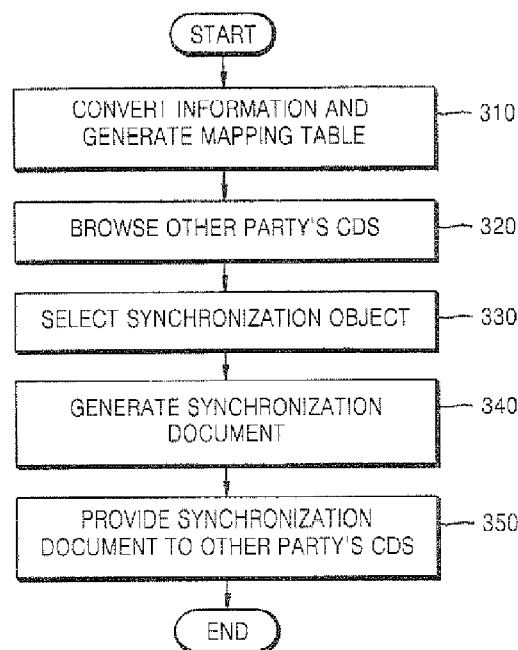 START
CONVERT INFORMATION AND
GENERATE MAPPING TABLE
310
BROWSE OTHER PARTY'S CDS
320
SELECT SYNCHRONIZATION OBJECT
330
GENERATE SYNCHRONIZATION
DOCUMENT
340
PROVIDE SYNCHRONIZATION
DOCUMENT TO OTHER PARTY'S CDS
350
END